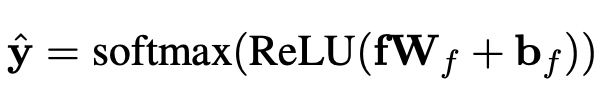 ŷ = softmax(ReLU(fW_f + b_f))